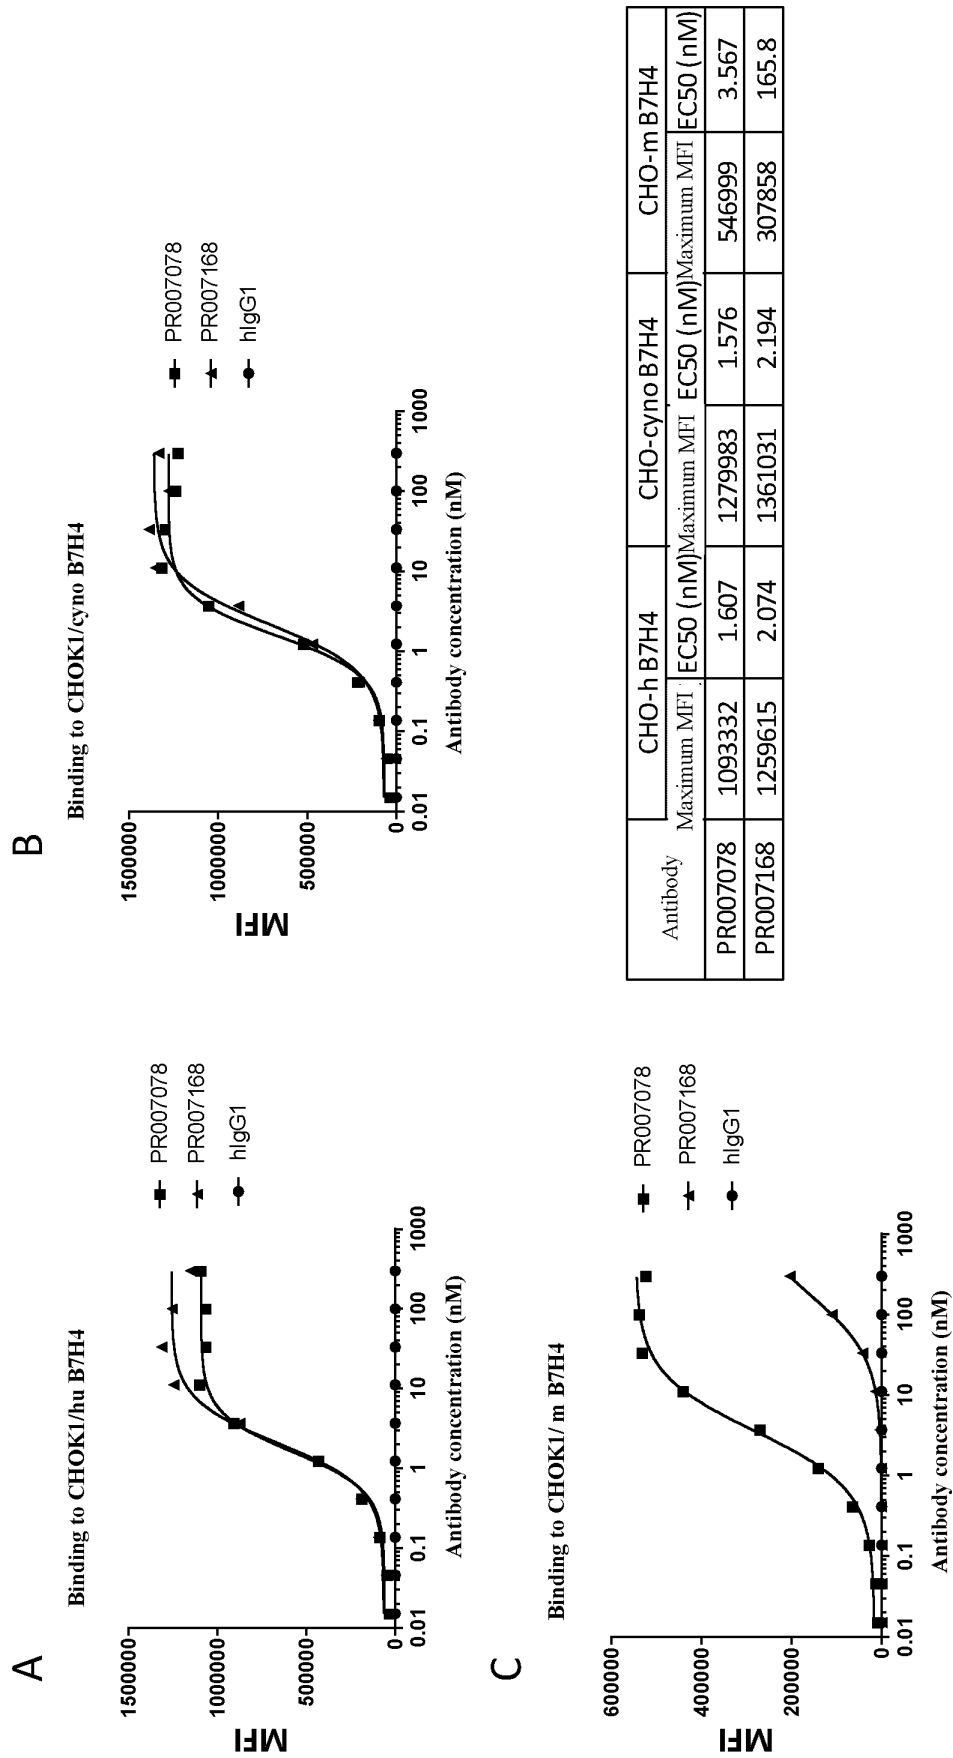 A
Binding to CHOK1/hu B7H4
MFI
1500000
1000000
500000
0
0.01
0.1
1
10
100
1000
Antibody concentration (nM)
PR007078
PR007168
hIgG1
B
Binding to CHOK1/cyno B7H4
MFI
1500000
1000000
500000
0
0.01
0.1
1
10
100
1000
Antibody concentration (nM)
PR007078
PR007168
hIgG1
C
Binding to CHOK1/ m B7H4
MFI
600000
400000
200000
0
0.01
0.1
1
10
100
1000
Antibody concentration (nM)
PR007078
PR007168
hIgG1
Antibody CHO-h B7H4 CHO-cyno B7H4 CHO-m B7H4
Maximum MFI EC50 (nM) Maximum MFI EC50 (nM) Maximum MFI EC50 (nM)
PR007078 1093332 1.607 1279983 1.576 546999 3.567
PR007168 1259615 2.074 1361031 2.194 307858 165.8